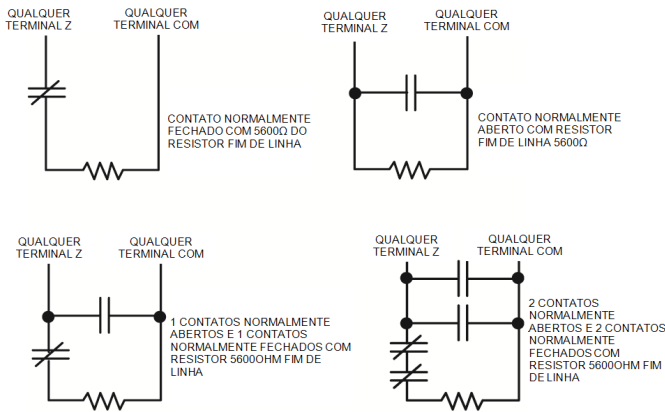 QUALQUER
TERMINAL Z
QUALQUER
TERMINAL COM
CONTATO NORMALMENTE
FECHADO COM 5600Ω DO
RESISTOR FIM DE LINHA
QUALQUER
TERMINAL Z
QUALQUER
TERMINAL COM
CONTATO NORMALMENTE
ABERTO COM RESISTOR
FIM DE LINHA 5600Ω
QUALQUER
TERMINAL Z
QUALQUER
TERMINAL COM
1 CONTATOS NORMALMENTE
ABERTOS E 1 CONTATOS
NORMALMENTE FECHADOS COM
RESISTOR 5600OHM FIM DE
LINHA
QUALQUER
TERMINAL Z
QUALQUER
TERMINAL COM
2 CONTATOS
NORMALMENTE
ABERTOS E 2 CONTATOS
NORMALMENTE
FECHADOS COM
RESISTOR 5600OHM FIM
DE LINHA